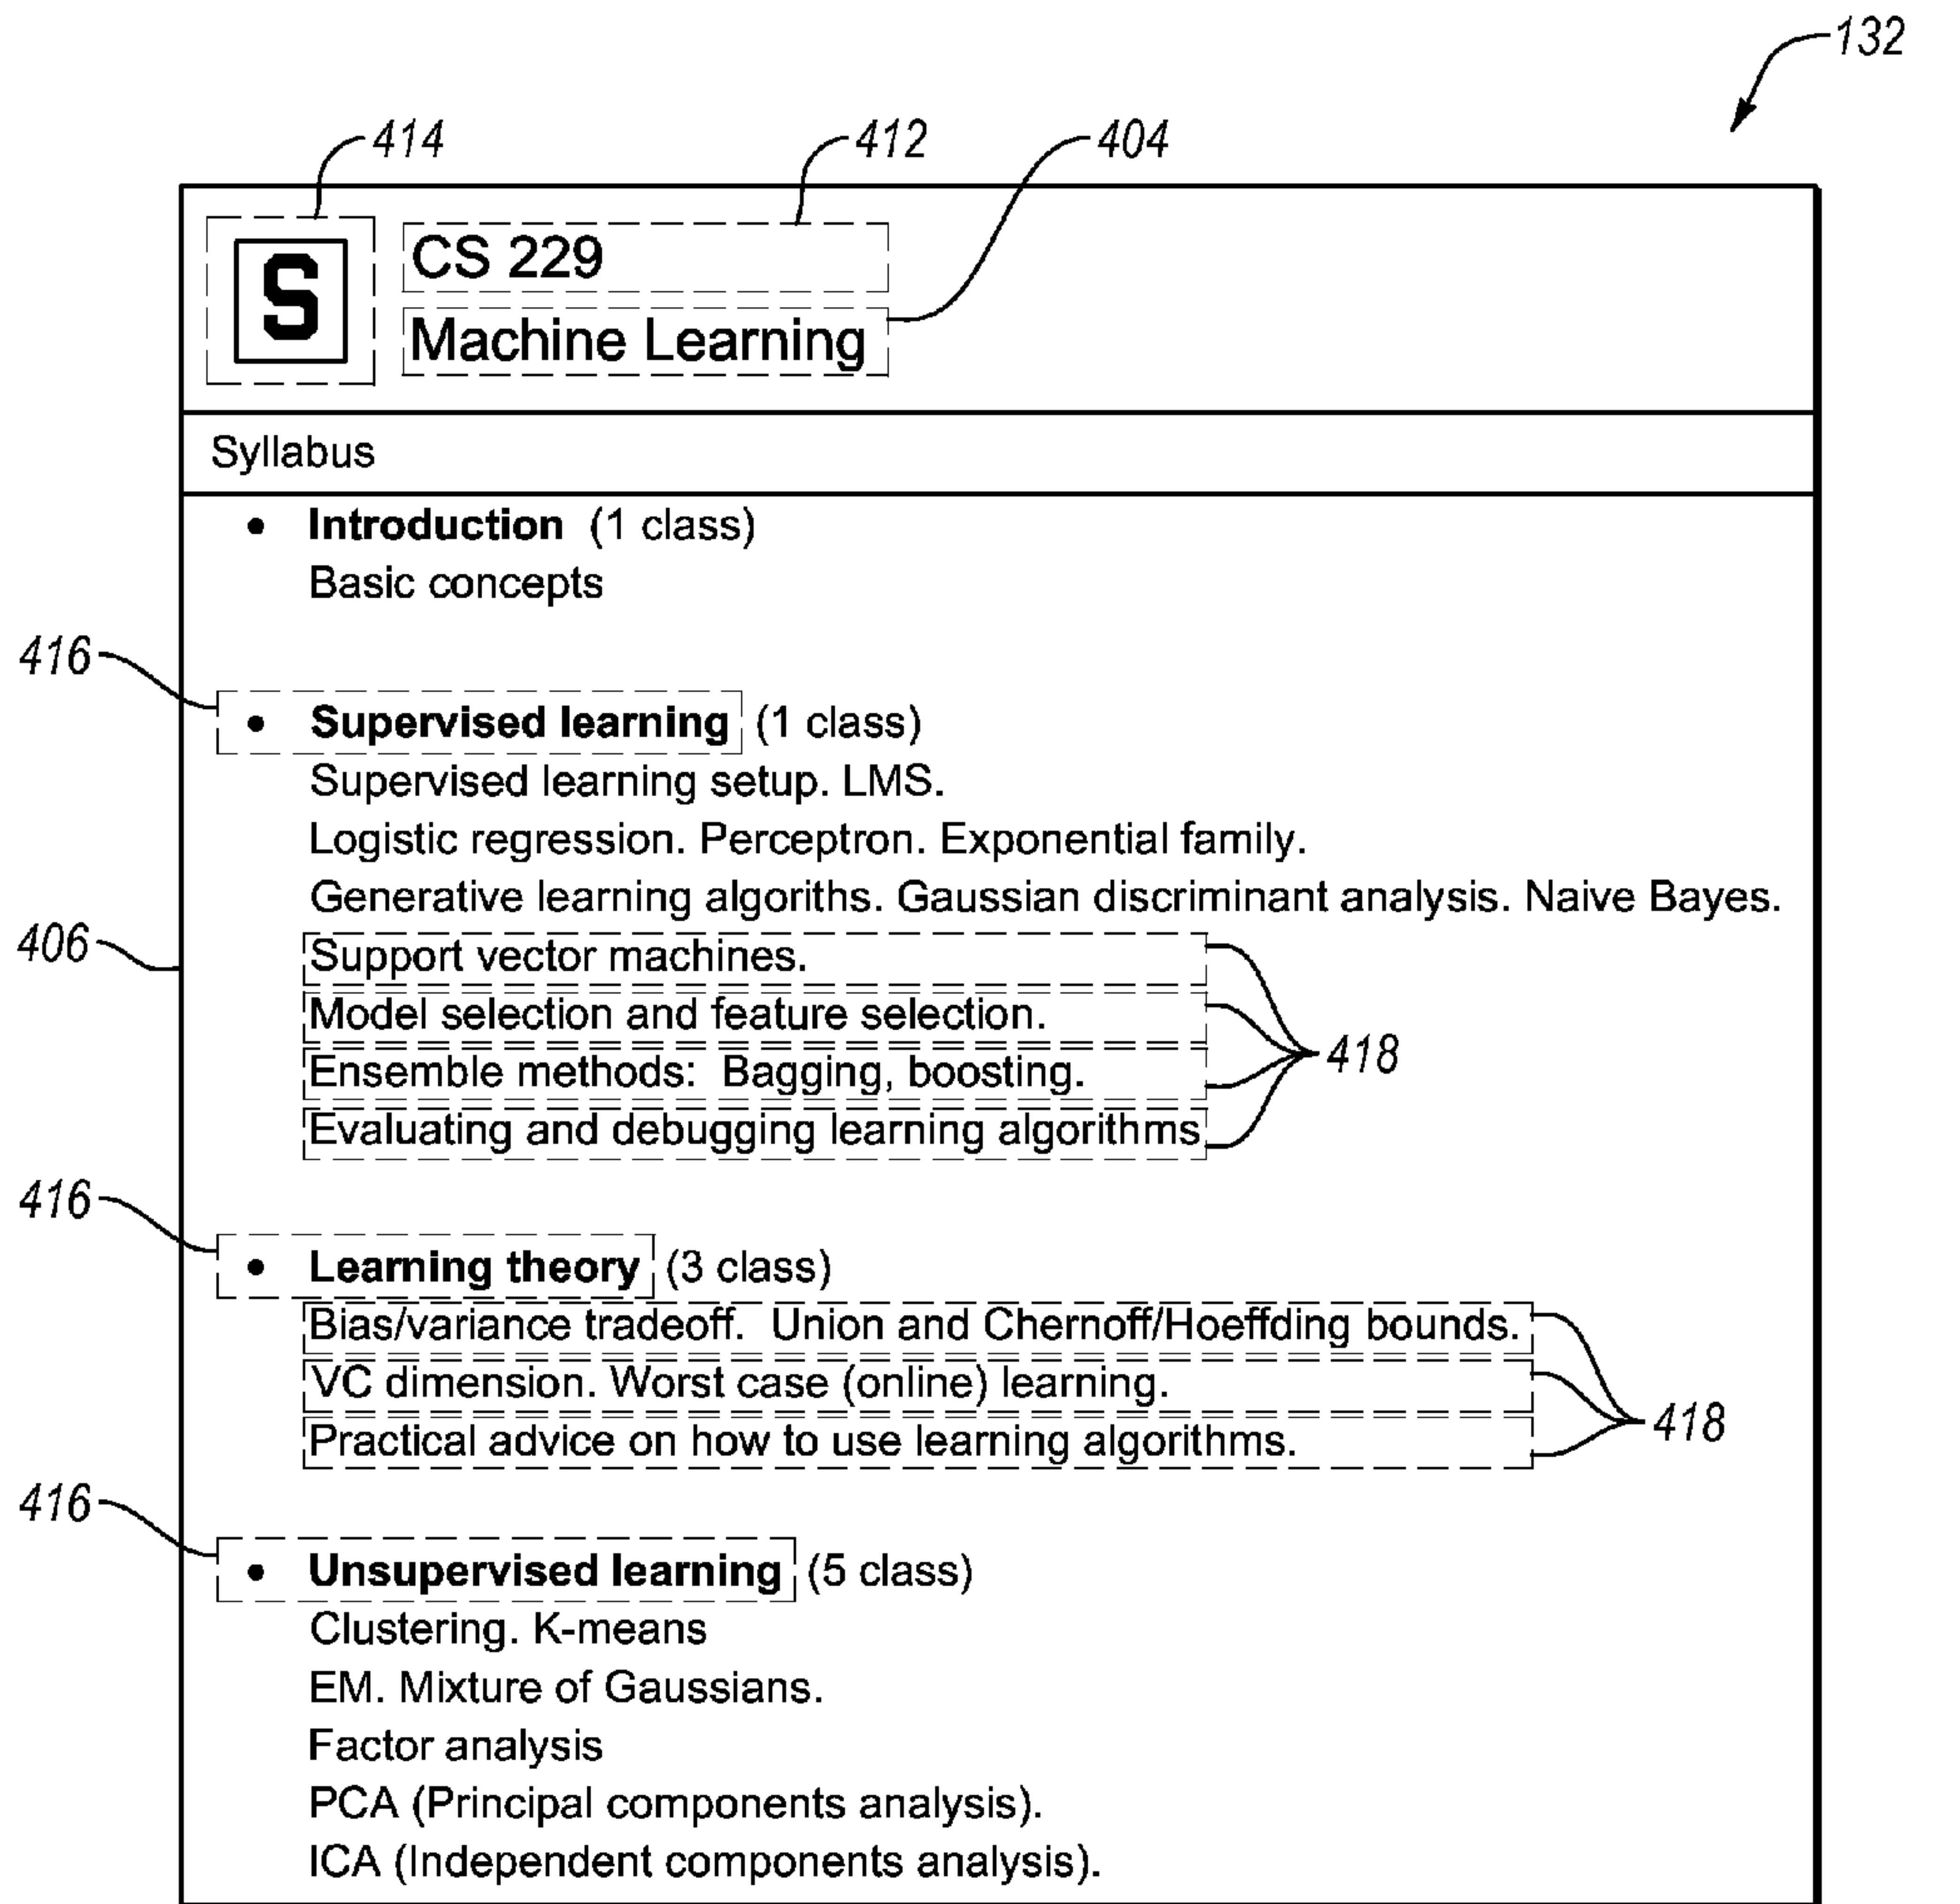 132
414
412
404
S
CS 229
Machine Learning
Syllabus
• Introduction (1 class)
Basic concepts
416
• Supervised learning (1 class)
Supervised learning setup. LMS.
Logistic regression. Perceptron. Exponential family.
Generative learning algoriths. Gaussian discriminant analysis. Naive Bayes.
406
Support vector machines.
Model selection and feature selection.
418
Ensemble methods: Bagging, boosting.
Evaluating and debugging learning algorithms
416
• Learning theory (3 class)
Bias/variance tradeoff. Union and Chernoff/Hoeffding bounds.
VC dimension. Worst case (online) learning.
418
Practical advice on how to use learning algorithms.
416
• Unsupervised learning (5 class)
Clustering. K-means
EM. Mixture of Gaussians.
Factor analysis
PCA (Principal components analysis).
ICA (Independent components analysis).